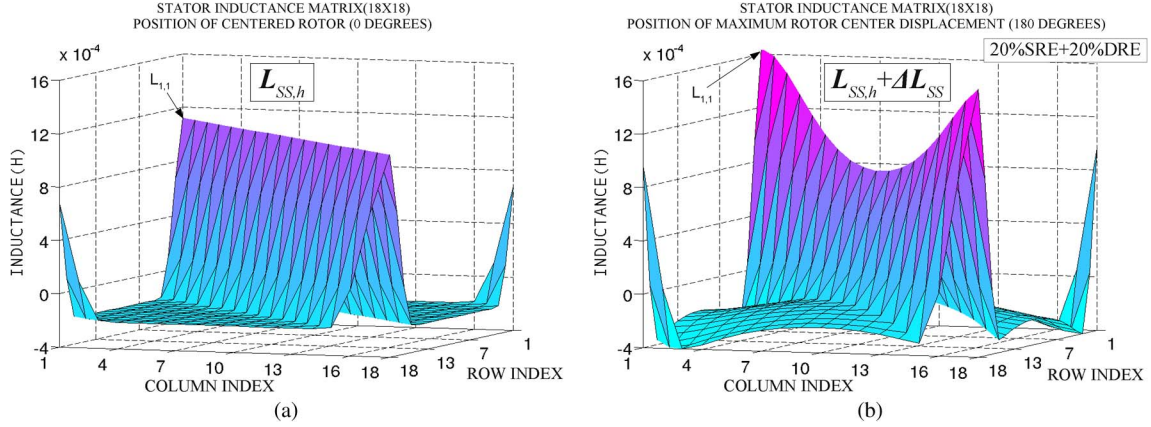 STATOR INDUCTANCE MATRIX(18X18)
POSITION OF CENTERED ROTOR (0 DEGREES)
x 10⁻⁴
16
12
8
4
0
-4
INDUCTANCE(H)
L₁,₁
L_SS,h
1
4
7
10
13
16
18
18
13
7
1
COLUMN INDEX
ROW INDEX
(a)
STATOR INDUCTANCE MATRIX(18X18)
POSITION OF MAXIMUM ROTOR CENTER DISPLACEMENT (180 DEGREES)
20%SRE+20%DRE
x 10⁻⁴
16
12
8
4
0
-4
INDUCTANCE(H)
L₁,₁
L_SS,h+ΔL_SS
1
4
7
10
13
16
18
18
13
7
1
COLUMN INDEX
ROW INDEX
(b)